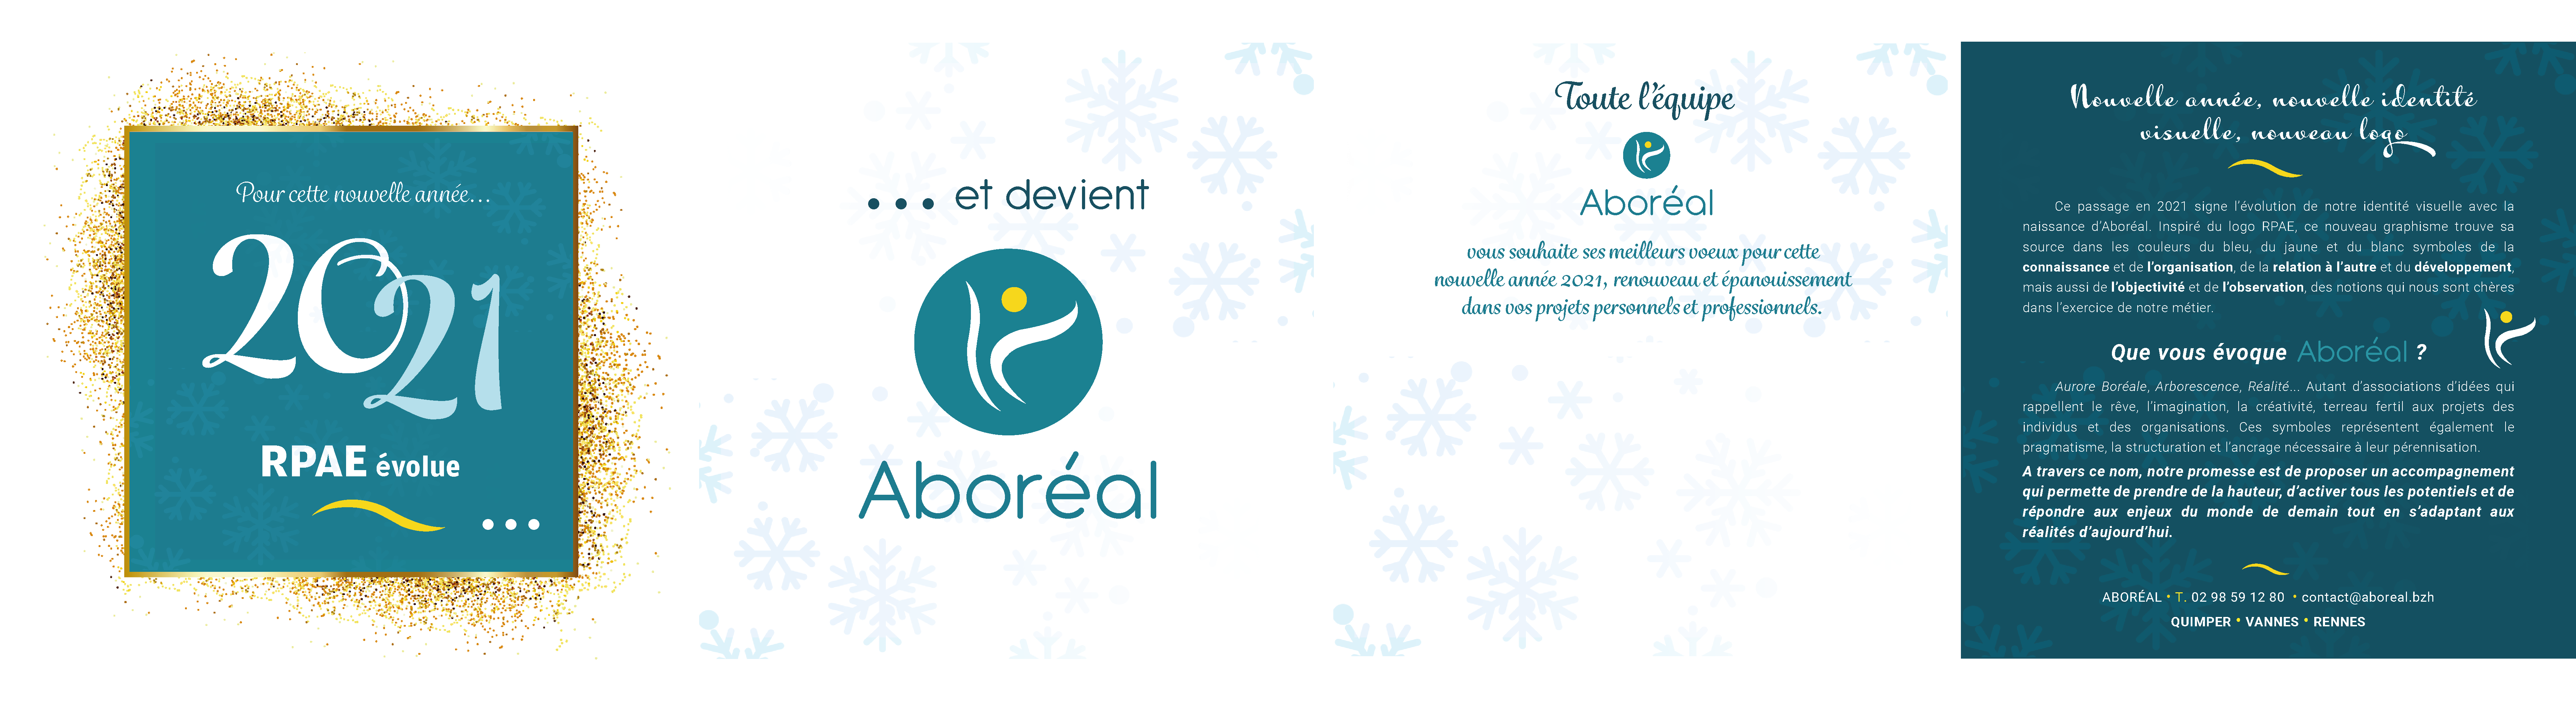 Pour cette nouvelle année...
2021
RPAE évolue
...
... et devient
Aboréal
Toute l'équipe
Aboréal
vous souhaite ses meilleurs voeux pour cette
nouvelle année 2021, renouveau et épanouissement
dans vos projets personnels et professionnels.
Nouvelle année, nouvelle identité
visuelle, nouveau logo
Ce passage en 2021 signe l'évolution de notre identité visuelle avec la
naissance d'Aboréal. Inspiré du logo RPAE, ce nouveau graphisme trouve sa
source dans les couleurs du bleu, du jaune et du blanc symboles de la
connaissance et de l'organisation, de la relation à l'autre et du développement,
mais aussi de l'objectivité et de l'observation, des notions qui nous sont chères
dans l'exercice de notre métier.
Que vous évoque Aboréal ?
Aurore Boréale, Arborescence, Réalité... Autant d'associations d'idées qui
rappellent le rêve, l'imagination, la créativité, terreau fertil aux projets des
individus et des organisations. Ces symboles représentent également le
pragmatisme, la structuration et l'ancrage nécessaire à leur pérennisation.
A travers ce nom, notre promesse est de proposer un accompagnement
qui permette de prendre de la hauteur, d'activer tous les potentiels et de
répondre aux enjeux du monde de demain tout en s'adaptant aux
réalités d'aujourd'hui.
ABORÉAL • T. 02 98 59 12 80 • contact@aboreal.bzh
QUIMPER • VANNES • RENNES